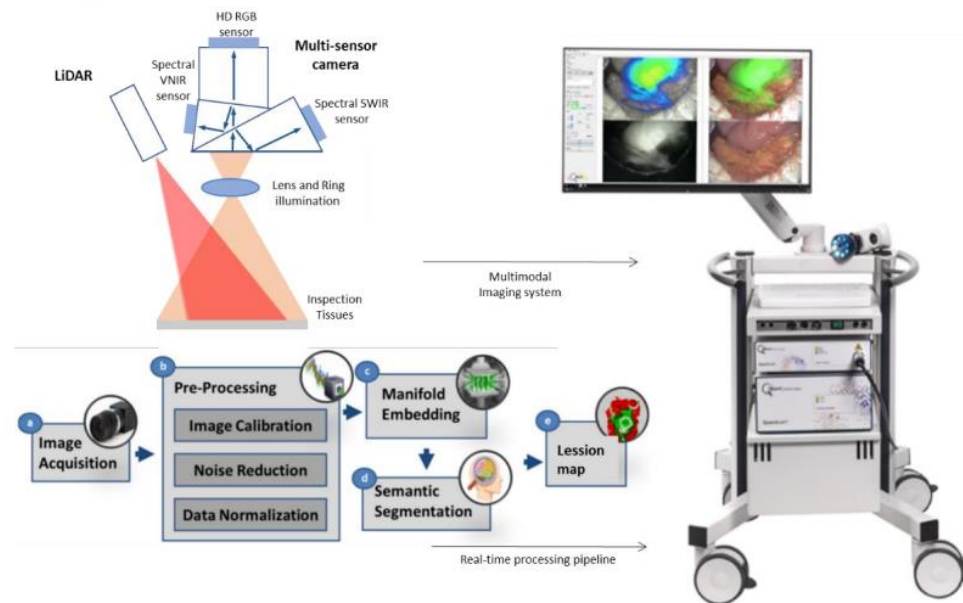 HD RGB
sensor
Multi-sensor
camera
LiDAR
Spectral
VNIR
sensor
Spectral SWIR
sensor
Lens and Ring
illumination
Inspection
Tissues
Multimodal
Imaging system
a
Image
Acquisition
b
Pre-Processing
Image Calibration
Noise Reduction
Data Normalization
c
Manifold
Embedding
d
Semantic
Segmentation
e
Lession
map
Real-time processing pipeline
Quest
Spectrum